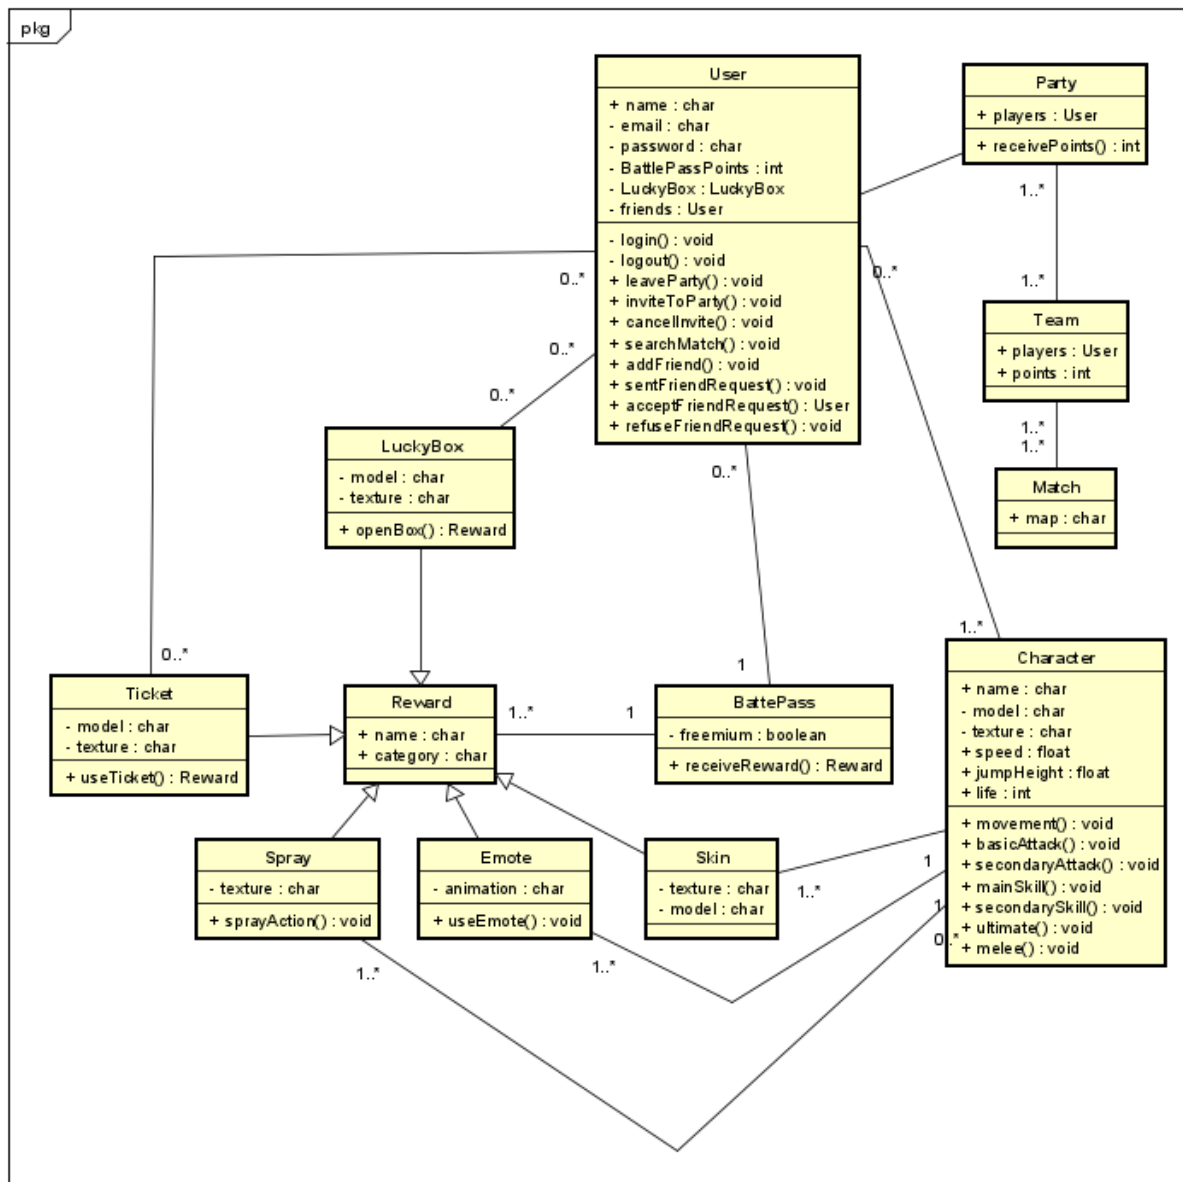 pkg
User
+ name : char
- email : char
- password : char
- BattlePassPoints : int
- LuckyBox : LuckyBox
- friends : User
- login() : void
- logout() : void
+ leaveParty() : void
+ inviteToParty() : void
+ cancelInvite() : void
+ searchMatch() : void
+ addFriend() : void
+ sentFriendRequest() : void
+ acceptFriendRequest() : User
+ refuseFriendRequest() : void
Party
+ players : User
+ receivePoints() : int
1..*
1..*
Team
+ players : User
+ points : int
1..*
1..*
Match
+ map : char
0..*
0..*
0..*
0..*
LuckyBox
- model : char
- texture : char
+ openBox() : Reward
0..*
1
0..*
1..*
Ticket
- model : char
- texture : char
+ useTicket() : Reward
Reward
+ name : char
+ category : char
1..*
1
BattePass
- freemium : boolean
+ receiveReward() : Reward
Character
+ name : char
- model : char
- texture : char
+ speed : float
+ jumpHeight : float
+ life : int
+ movement() : void
+ basicAttack() : void
+ secondaryAttack() : void
+ mainSkill() : void
+ secondarySkill() : void
+ ultimate() : void
+ melee() : void
Spray
- texture : char
+ sprayAction() : void
Emote
- animation : char
+ useEmote() : void
Skin
- texture : char
- model : char
1..*
1
1
0..*
1..*
1..*